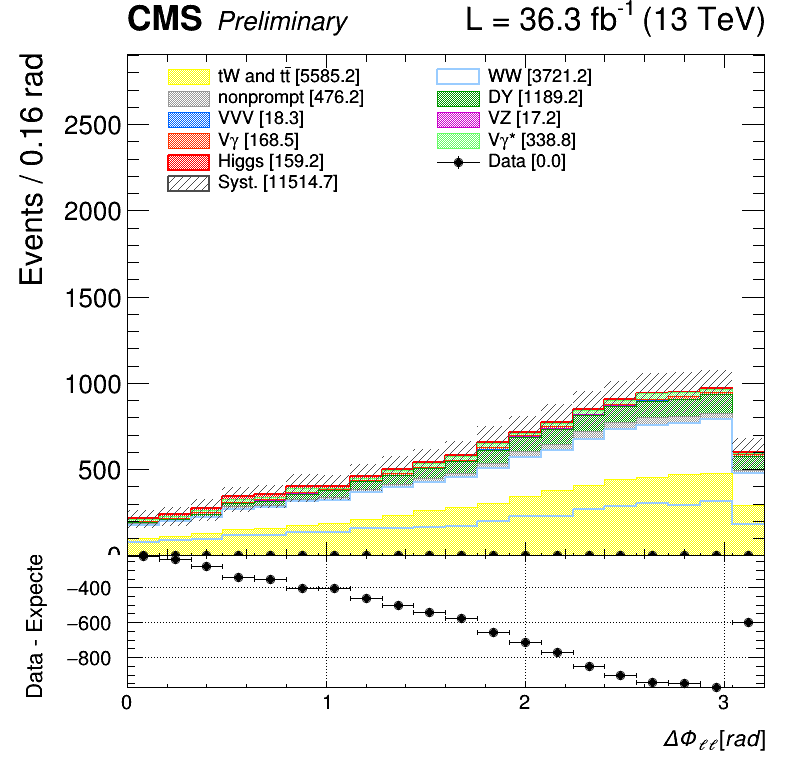 CMS Preliminary L = 36.3 fb⁻¹ (13 TeV)
Events / 0.16 rad
tW and tt̄ [5585.2] WW [3721.2]
nonprompt [476.2] DY [1189.2]
VVV [18.3] VZ [17.2]
Vγ [168.5] Vγ* [338.8]
Higgs [159.2] Data [0.0]
Syst. [11514.7]
2500
2000
1500
1000
500
0
Data - Expecte
−400
−600
−800
0 1 2 3
ΔΦℓℓ[rad]